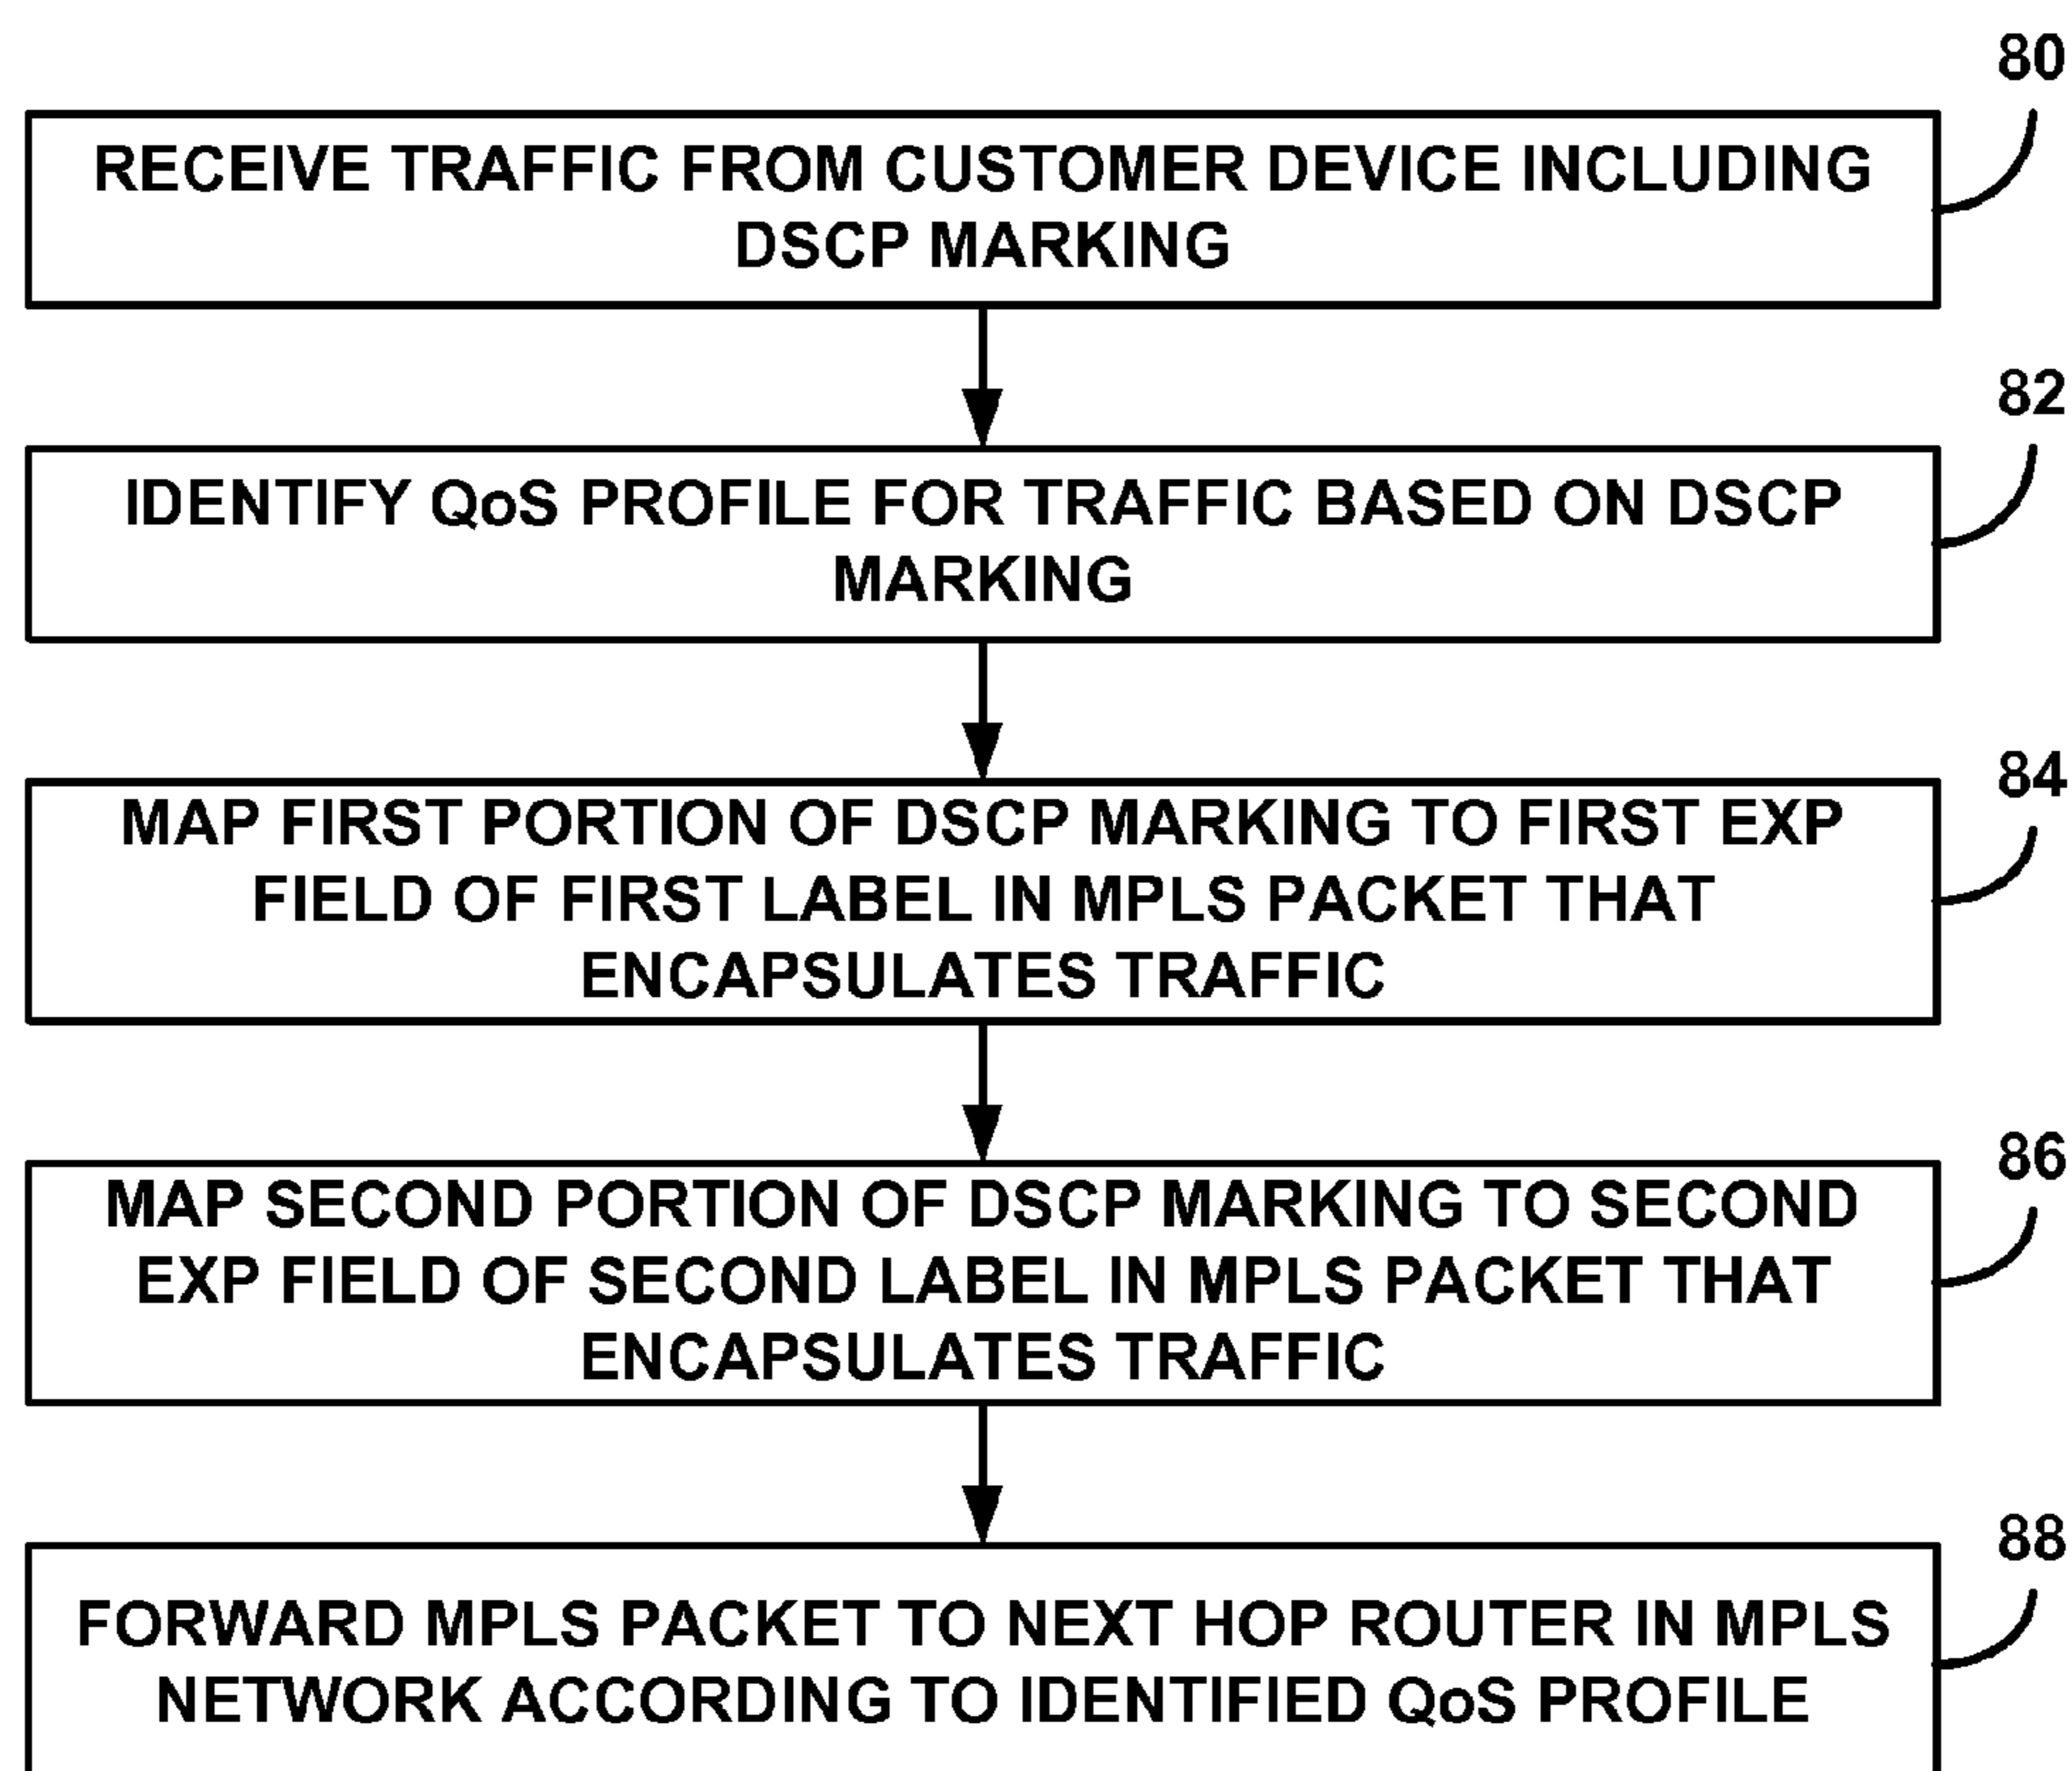 80
RECEIVE TRAFFIC FROM CUSTOMER DEVICE INCLUDING
DSCP MARKING
82
IDENTIFY QoS PROFILE FOR TRAFFIC BASED ON DSCP
MARKING
84
MAP FIRST PORTION OF DSCP MARKING TO FIRST EXP
FIELD OF FIRST LABEL IN MPLS PACKET THAT
ENCAPSULATES TRAFFIC
86
MAP SECOND PORTION OF DSCP MARKING TO SECOND
EXP FIELD OF SECOND LABEL IN MPLS PACKET THAT
ENCAPSULATES TRAFFIC
88
FORWARD MPLS PACKET TO NEXT HOP ROUTER IN MPLS
NETWORK ACCORDING TO IDENTIFIED QoS PROFILE